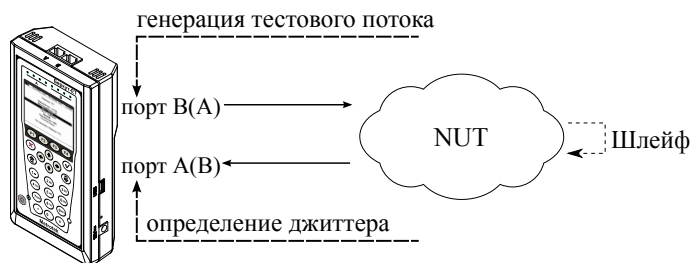 генерация тестового потока
порт B(A)
NUT
Шлейф
порт A(B)
определение джиттера